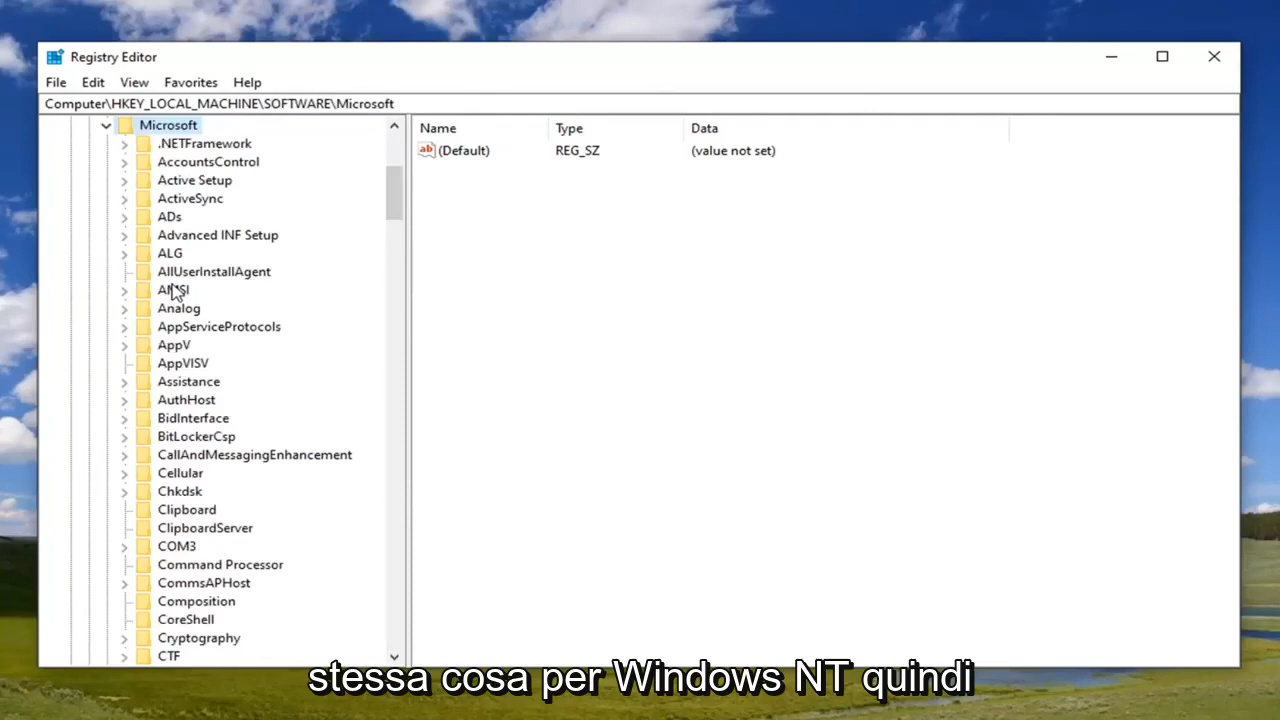 Registry Editor
File Edit View Favorites Help
Computer\HKEY_LOCAL_MACHINE\SOFTWARE\Microsoft
Microsoft
.NETFramework
AccountsControl
Active Setup
ActiveSync
ADs
Advanced INF Setup
ALG
AllUserInstallAgent
AMSI
Analog
AppServiceProtocols
AppV
AppVISV
Assistance
AuthHost
BidInterface
BitLockerCsp
CallAndMessagingEnhancement
Cellular
Chkdsk
Clipboard
ClipboardServer
COM3
Command Processor
CommsAPHost
Composition
CoreShell
Cryptography
CTF
Name Type Data
ab (Default) REG_SZ (value not set)
stessa cosa per Windows NT quindi